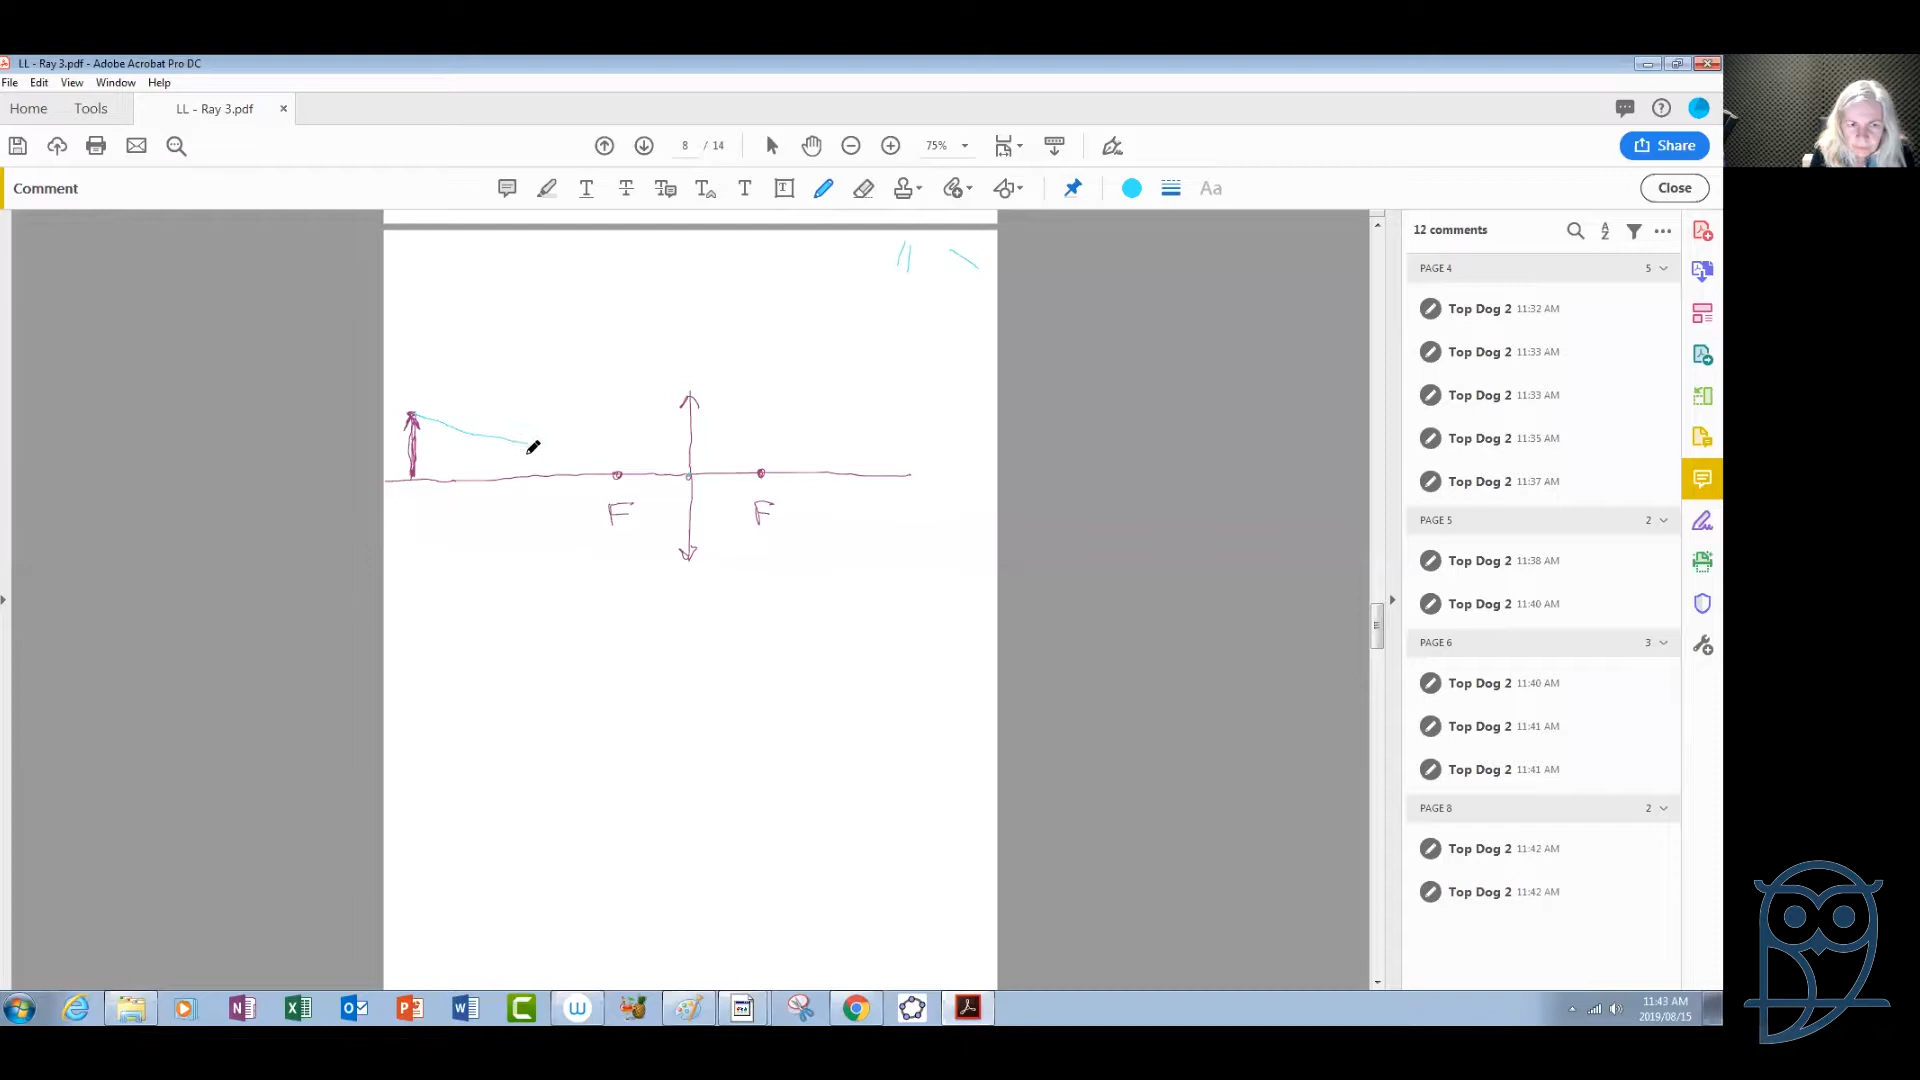 LL - Ray 3.pdf - Adobe Acrobat Pro DC
File Edit View Window Help
Home Tools LL - Ray 3.pdf ×
8 / 14 75% Share
Comment Aa Close
12 comments
PAGE 4 5
Top Dog 2 11:32 AM
Top Dog 2 11:33 AM
Top Dog 2 11:33 AM
Top Dog 2 11:35 AM
Top Dog 2 11:37 AM
PAGE 5 2
Top Dog 2 11:38 AM
Top Dog 2 11:40 AM
PAGE 6 3
Top Dog 2 11:40 AM
Top Dog 2 11:41 AM
Top Dog 2 11:41 AM
PAGE 8 2
Top Dog 2 11:42 AM
Top Dog 2 11:42 AM
F F
11:43 AM
2019/08/15